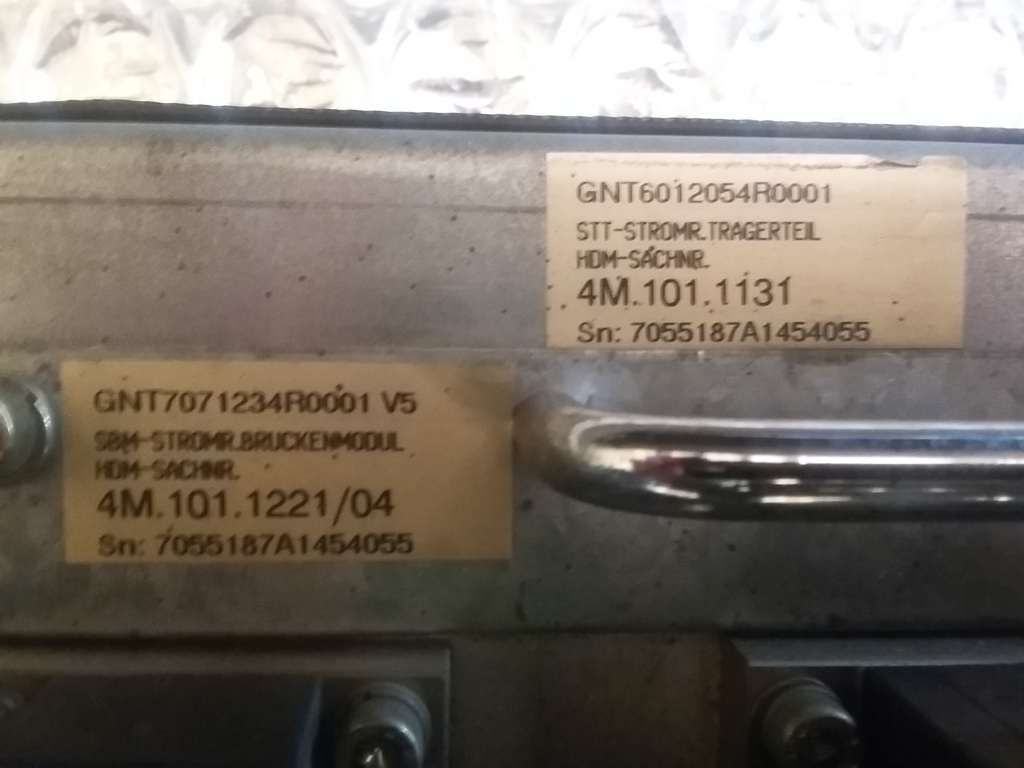 GNT6012054R0001
STT-STROMR.TRAGERTEIL
HDM-SACHNR.
4M.101.1131
Sn: 7055187A1454055
GNT7071234R0001 V5
SBM-STROMR.BRUCKENMODUL
HDM-SACHNR.
4M.101.1221/04
Sn: 7055187A1454055